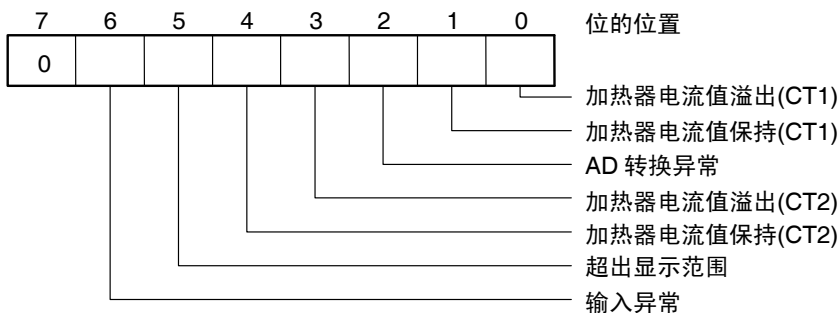 7 6 5 4 3 2 1 0 位的位置
0
加热器电流值溢出(CT1)
加热器电流值保持(CT1)
AD 转换异常
加热器电流值溢出(CT2)
加热器电流值保持(CT2)
超出显示范围
输入异常